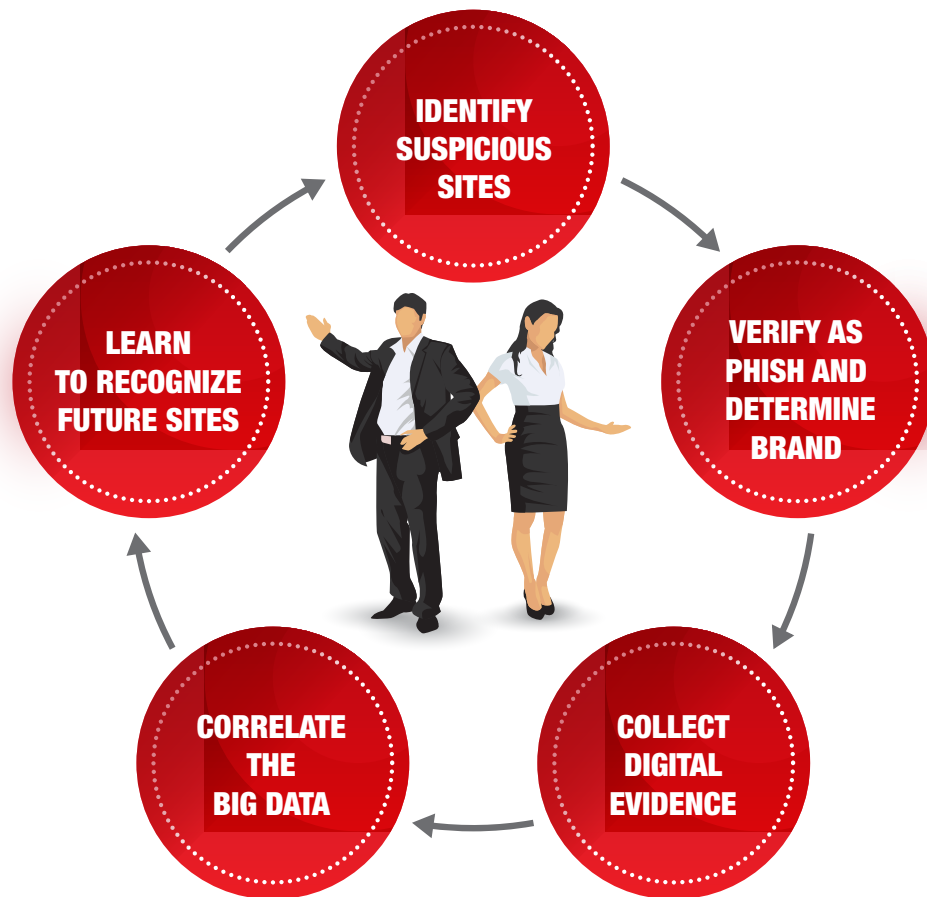 IDENTIFY
SUSPICIOUS
SITES
VERIFY AS
PHISH AND
DETERMINE
BRAND
COLLECT
DIGITAL
EVIDENCE
CORRELATE
THE
BIG DATA
LEARN
TO RECOGNIZE
FUTURE SITES